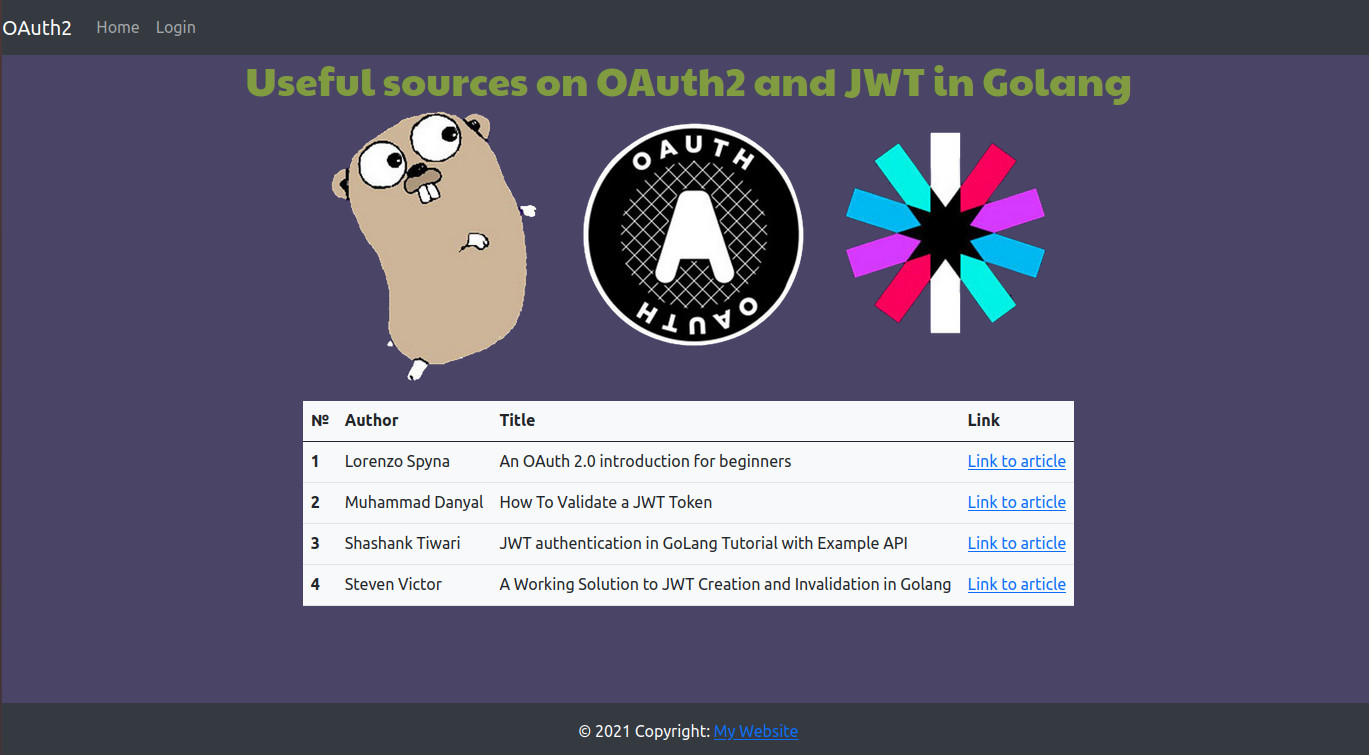 OAuth2 Home Login
Useful sources on OAuth2 and JWT in Golang
OAUTH
A
OAUTH
№ Author Title Link
1 Lorenzo Spyna An OAuth 2.0 introduction for beginners Link to article
2 Muhammad Danyal How To Validate a JWT Token Link to article
3 Shashank Tiwari JWT authentication in GoLang Tutorial with Example API Link to article
4 Steven Victor A Working Solution to JWT Creation and Invalidation in Golang Link to article
© 2021 Copyright: My Website